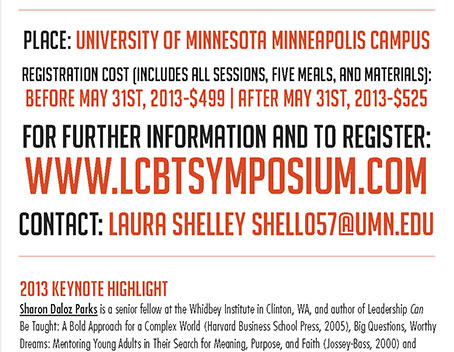 PLACE: UNIVERSITY OF MINNESOTA MINNEAPOLIS CAMPUS
REGISTRATION COST (INCLUDES ALL SESSIONS, FIVE MEALS, AND MATERIALS):
BEFORE MAY 31ST, 2013-$499 | AFTER MAY 31ST, 2013-$525
FOR FURTHER INFORMATION AND TO REGISTER:
WWW.LCBTSYMPOSIUM.COM
CONTACT: LAURA SHELLEY SHELL057@UMN.EDU
2013 KEYNOTE HIGHLIGHT
Sharon Daloz Parks is a senior fellow at the Whidbey Institute in Clinton, WA, and author of Leadership Can
Be Taught: A Bold Approach for a Complex World (Harvard Business School Press, 2005), Big Questions, Worthy
Dreams: Mentoring Young Adults in Their Search for Meaning, Purpose, and Faith (Jossey-Bass, 2000) and